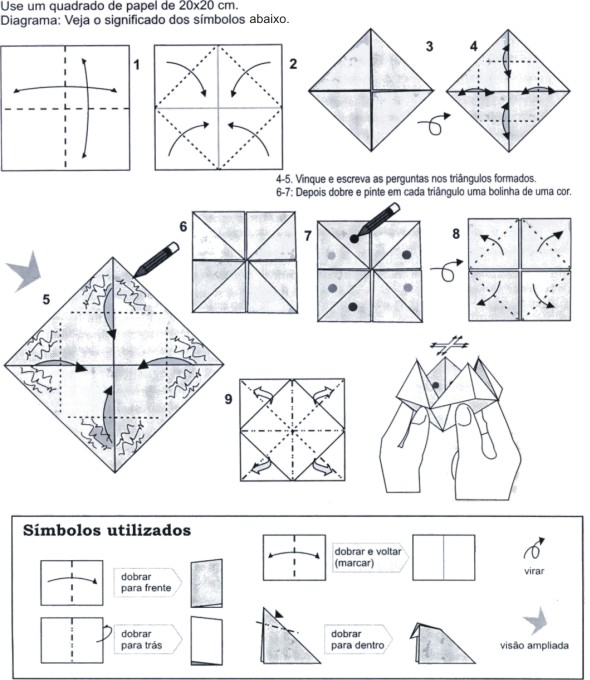 Use um quadrado de papel de 20x20 cm.
Diagrama: Veja o significado dos símbolos abaixo.
1
2
3
4
4-5. Vinque e escreva as perguntas nos triângulos formados.
6-7: Depois dobre e pinte em cada triângulo uma bolinha de uma cor.
5
6
7
8
9
Símbolos utilizados
dobrar
para frente
dobrar e voltar
(marcar)
virar
dobrar
para trás
dobrar
para dentro
visão ampliada